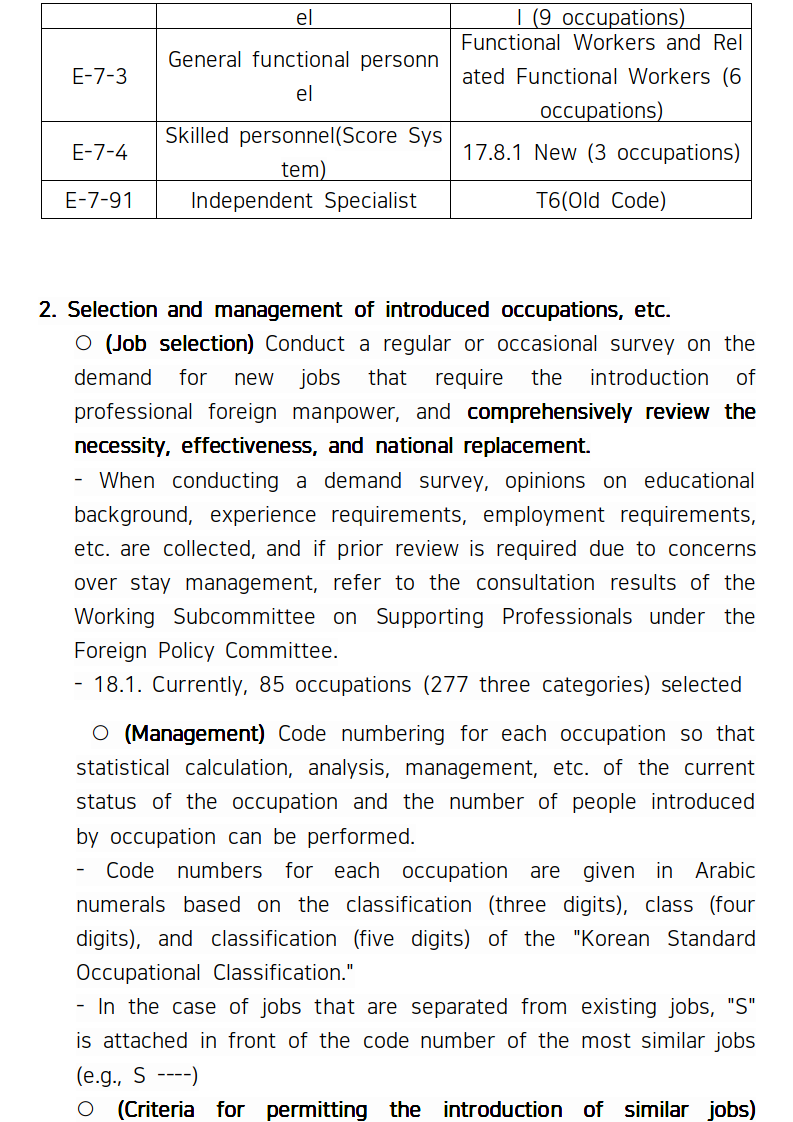 el
l (9 occupations)
E-7-3
General functional personn
el
Functional Workers and Rel
ated Functional Workers (6
occupations)
E-7-4
Skilled personnel(Score Sys
tem)
17.8.1 New (3 occupations)
E-7-91
Independent Specialist
T6(Old Code)
2. Selection and management of introduced occupations, etc.
○ (Job selection) Conduct a regular or occasional survey on the
demand for new jobs that require the introduction of
professional foreign manpower, and comprehensively review the
necessity, effectiveness, and national replacement.
- When conducting a demand survey, opinions on educational
background, experience requirements, employment requirements,
etc. are collected, and if prior review is required due to concerns
over stay management, refer to the consultation results of the
Working Subcommittee on Supporting Professionals under the
Foreign Policy Committee.
- 18.1. Currently, 85 occupations (277 three categories) selected
○ (Management) Code numbering for each occupation so that
statistical calculation, analysis, management, etc. of the current
status of the occupation and the number of people introduced
by occupation can be performed.
- Code numbers for each occupation are given in Arabic
numerals based on the classification (three digits), class (four
digits), and classification (five digits) of the "Korean Standard
Occupational Classification."
- In the case of jobs that are separated from existing jobs, "S"
is attached in front of the code number of the most similar jobs
(e.g., S ----)
○ (Criteria for permitting the introduction of similar jobs)